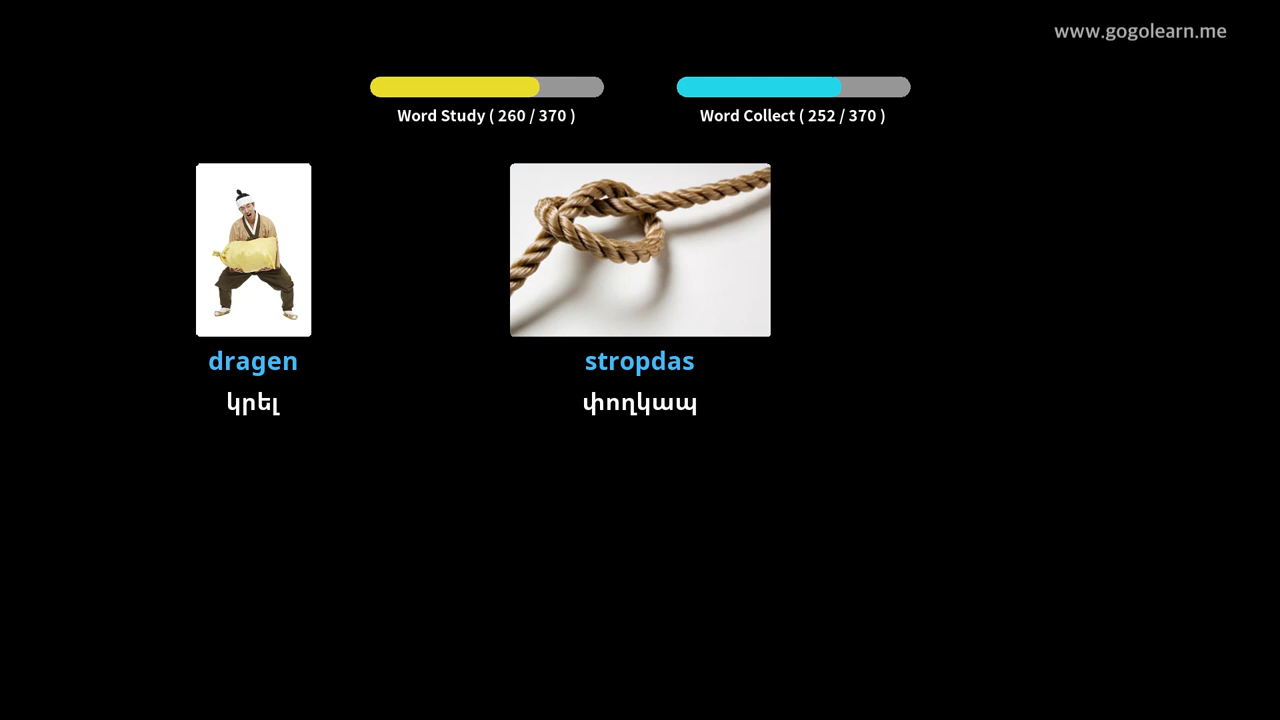 www.gogolearn.me
Word Study ( 260 / 370 )
Word Collect ( 252 / 370 )
dragen
stropdas
կրել
փողկապ